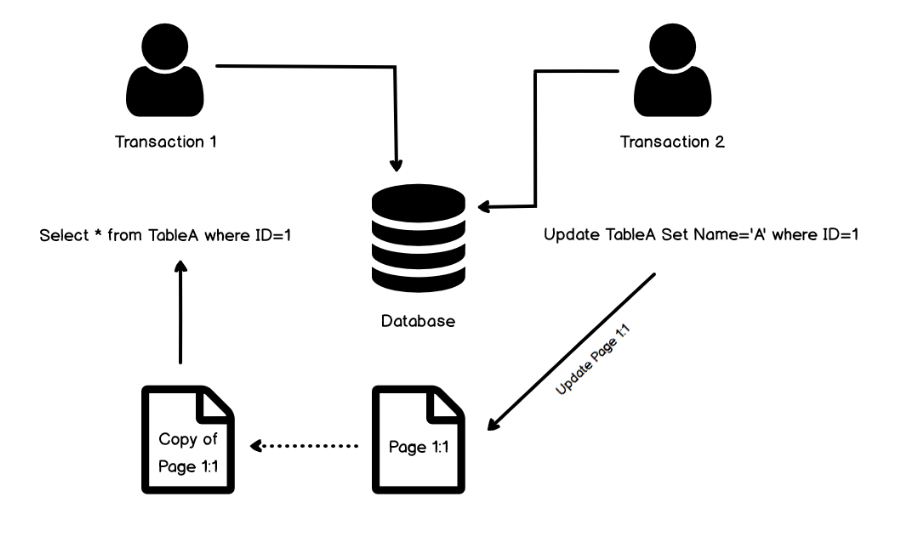 Transaction 1
Transaction 2
Select * from TableA where ID=1
Update TableA Set Name='A' where ID=1
Database
Update Page 1:1
Copy of
Page 1:1
Page 1:1